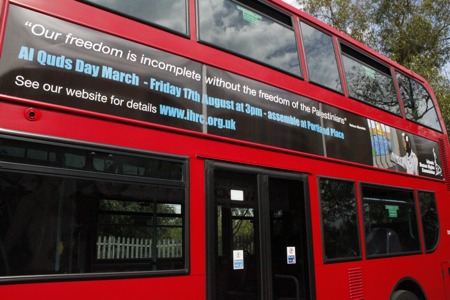 “Our freedom is incomplete without the freedom of the Palestinians”
Al Quds Day March - Friday 17th August at 3pm - assemble at Portland Place
See our website for details www.ihrc.org.uk